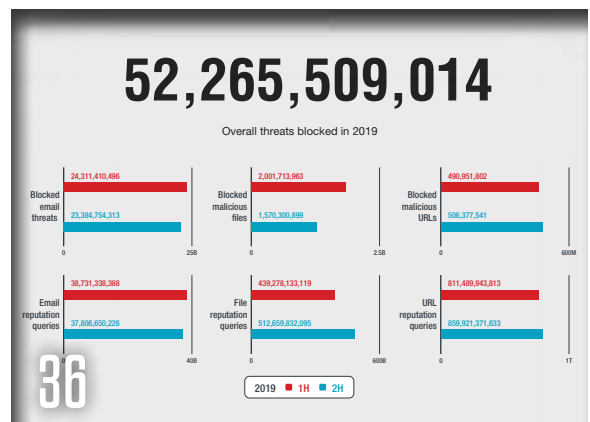 52,265,509,014
Overall threats blocked in 2019
Blocked
email
threats
24,311,410,496
23,384,754,313
0
25B
Blocked
malicious
files
2,001,713,963
1,570,300,899
0
2.5B
Blocked
malicious
URLs
490,951,802
506,377,541
0
600M
Email
reputation
queries
38,731,338,388
37,806,650,226
0
40B
File
reputation
queries
439,278,133,119
512,659,832,095
0
600B
URL
reputation
queries
811,489,943,813
859,921,371,633
0
1T
2019 1H 2H
36